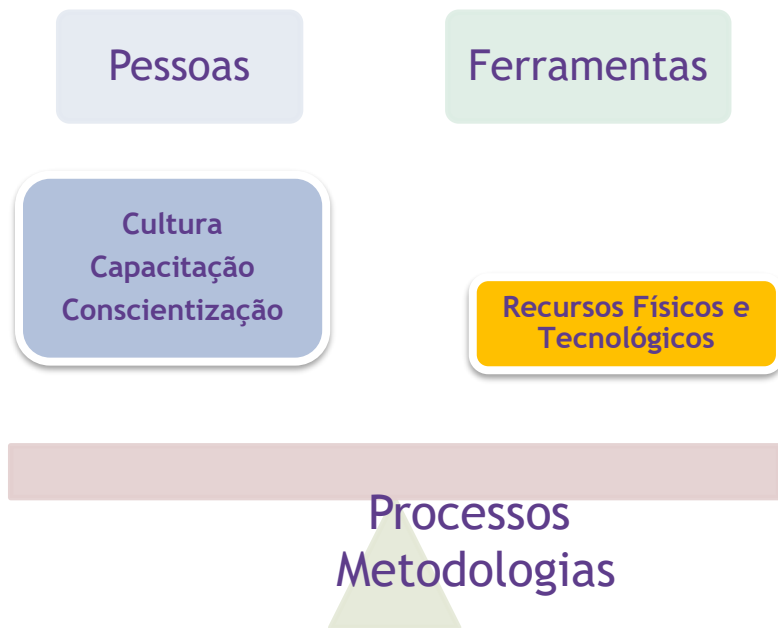 Pessoas
Ferramentas
Cultura
Capacitação
Conscientização
Recursos Físicos e
Tecnológicos
Processos
Metodologias